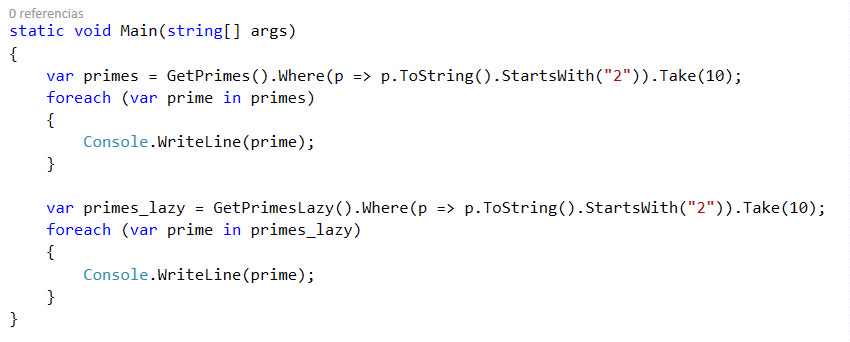 0 referencias
static void Main(string[] args)
{
    var primes = GetPrimes().Where(p => p.ToString().StartsWith("2")).Take(10);
    foreach (var prime in primes)
    {
        Console.WriteLine(prime);
    }

    var primes_lazy = GetPrimesLazy().Where(p => p.ToString().StartsWith("2")).Take(10);
    foreach (var prime in primes_lazy)
    {
        Console.WriteLine(prime);
    }
}